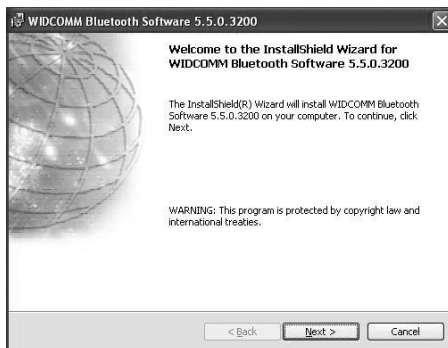 WIDCOMM Bluetooth Software 5.5.0.3200
Welcome to the InstallShield Wizard for
WIDCOMM Bluetooth Software 5.5.0.3200
The InstallShield(R) Wizard will install WIDCOMM Bluetooth
Software 5.5.0.3200 on your computer. To continue, click
Next.
WARNING: This program is protected by copyright law and
international treaties.
< Back
Next >
Cancel